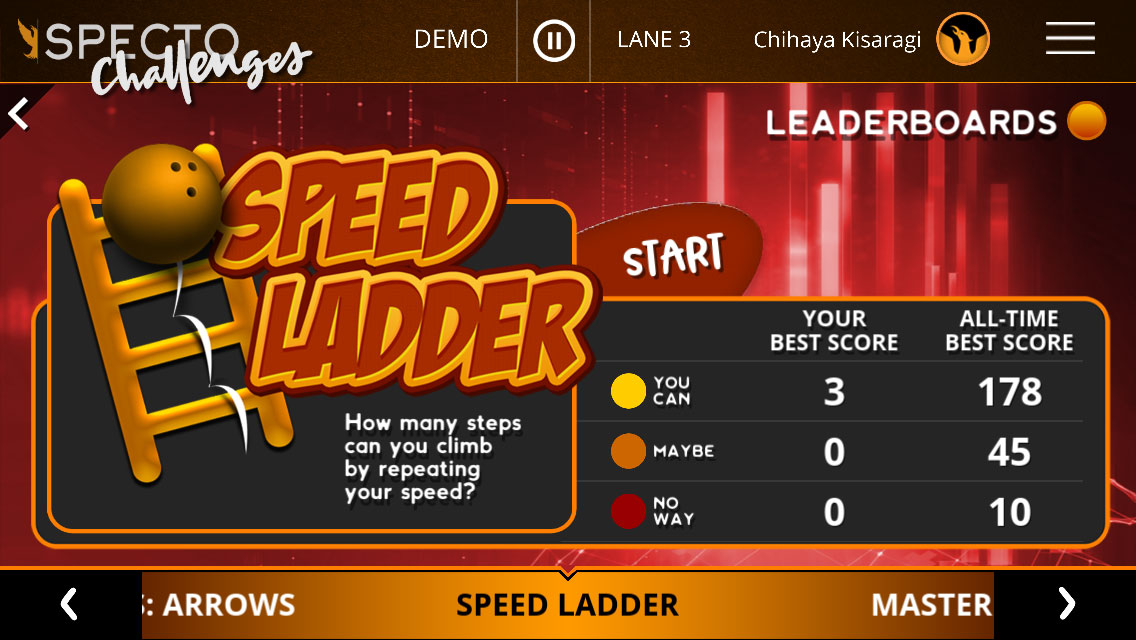 SPECTO
Challenges
DEMO
LANE 3
Chihaya Kisaragi
LEADERBOARDS
SPEED
LADDER
How many steps
can you climb
by repeating
your speed?
START
YOUR
BEST SCORE
ALL-TIME
BEST SCORE
YOU
CAN
3
178
MAYBE
0
45
NO
WAY
0
10
: ARROWS
SPEED LADDER
MASTER